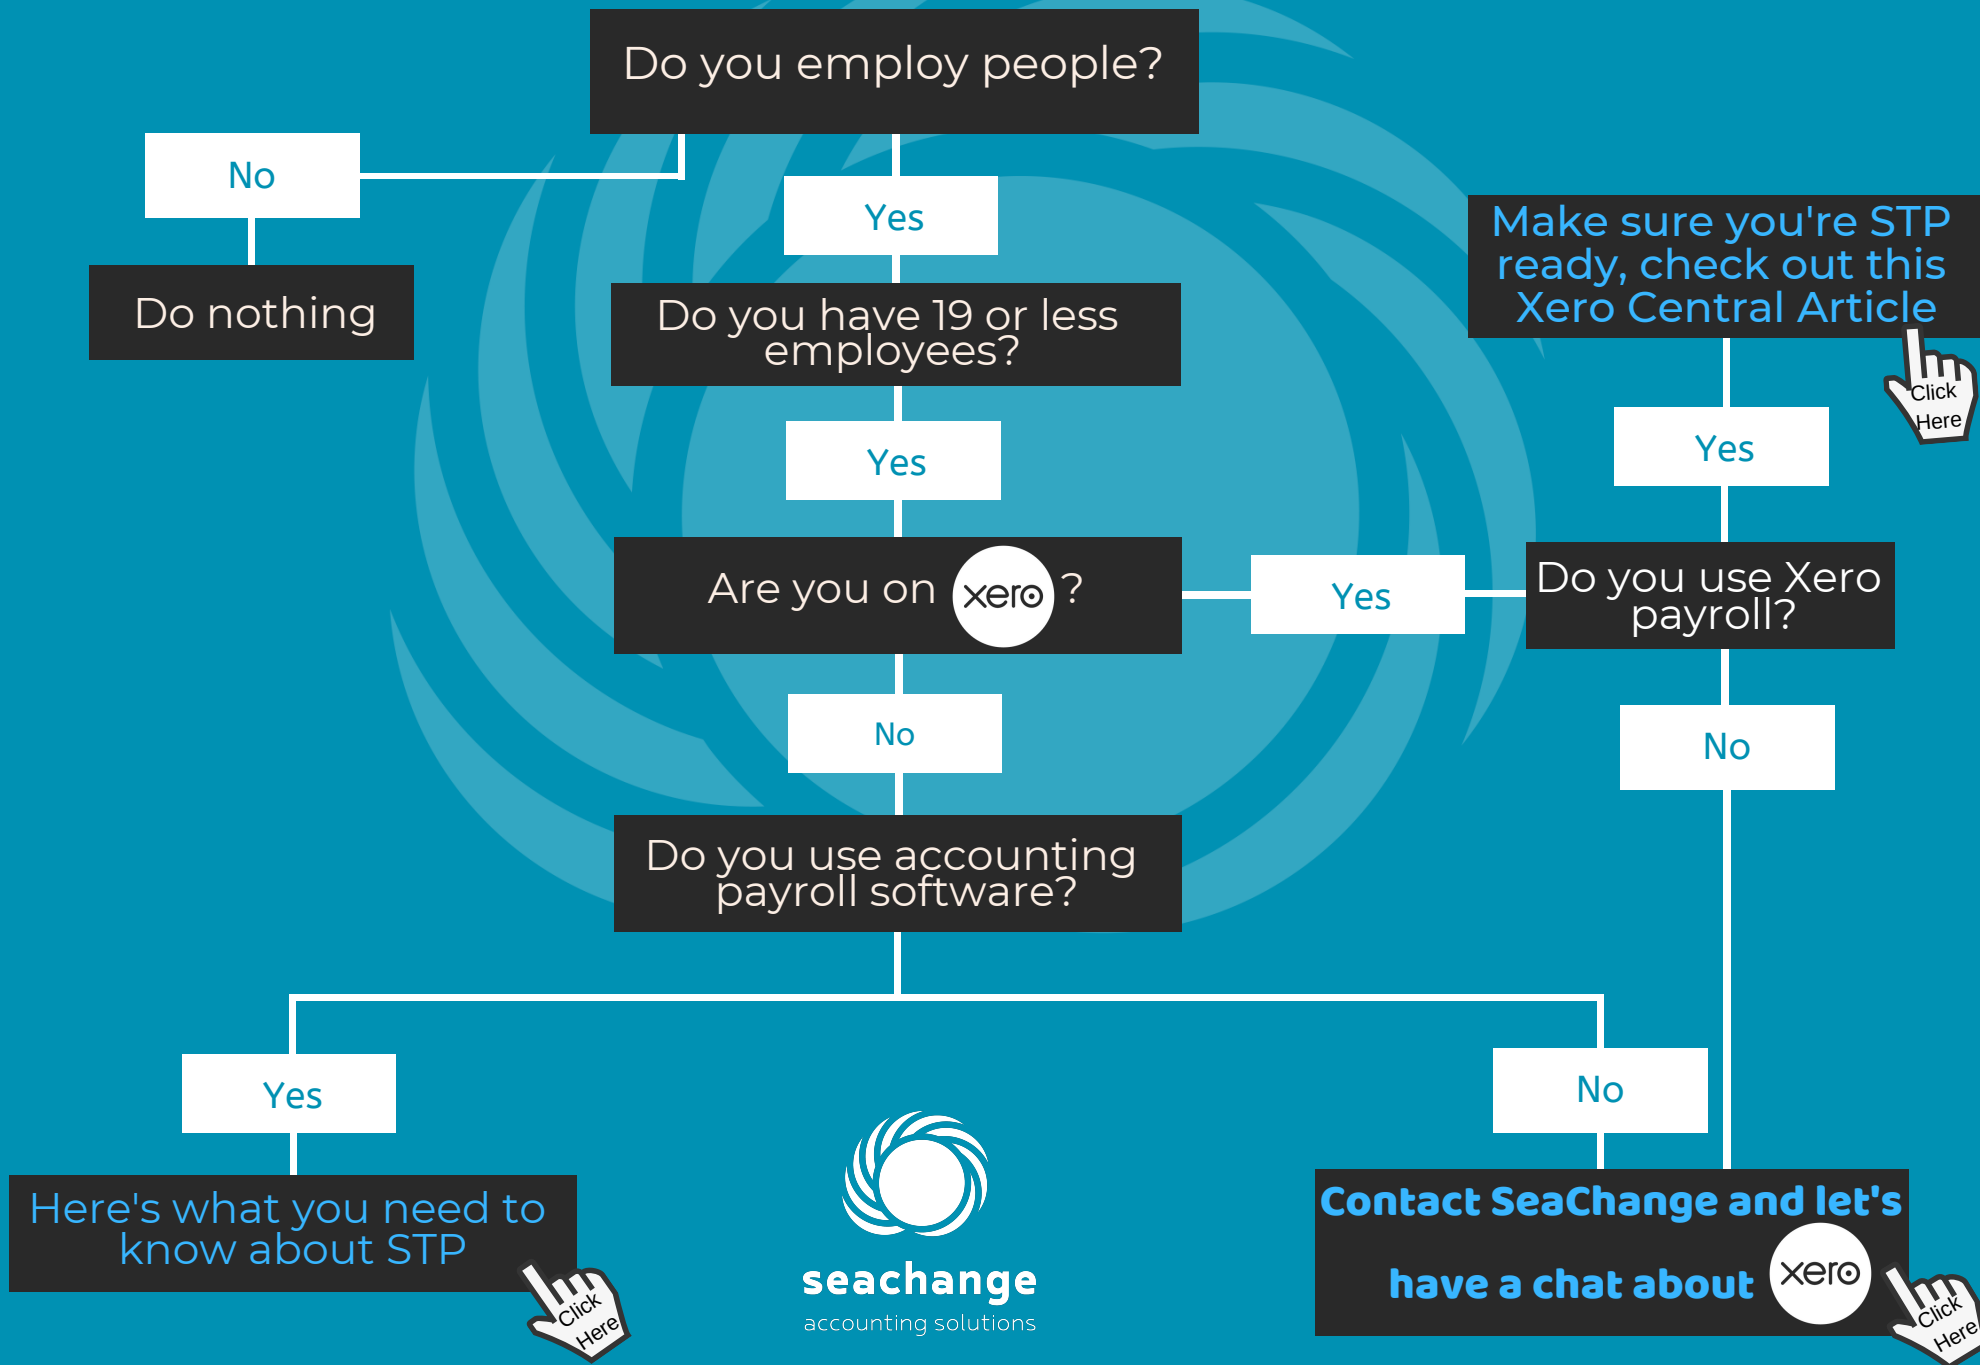 Do you employ people?
No
Yes
Do nothing
Do you have 19 or less
employees?
Make sure you're STP
ready, check out this
Xero Central Article
Click
Here
Yes
Yes
Are you on xero ?
Yes
Do you use Xero
payroll?
No
No
Do you use accounting
payroll software?
Yes
No
Here's what you need to
know about STP
Click
Here
seachange
accounting solutions
Contact SeaChange and let's
have a chat about xero
Click
Here